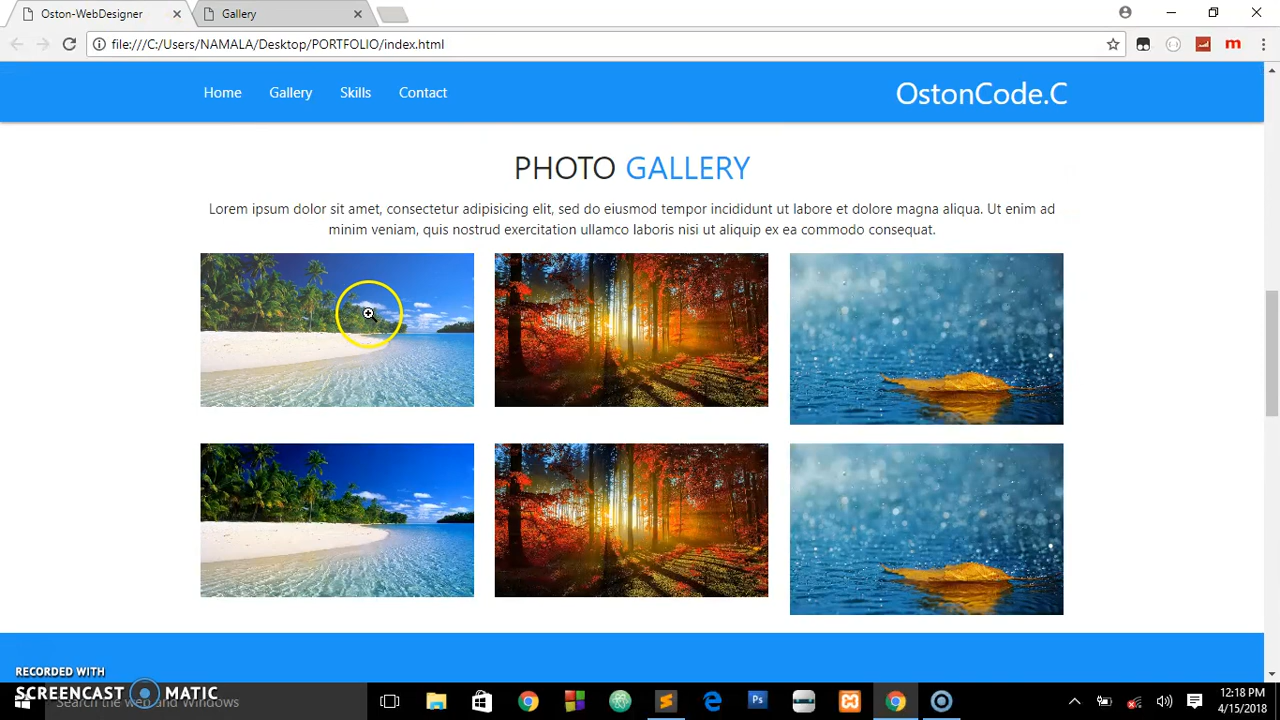 Oston-WebDesigner
Gallery
file:///C:/Users/NAMALA/Desktop/PORTFOLIO/index.html
Home Gallery Skills Contact
OstonCode.C
PHOTO GALLERY
Lorem ipsum dolor sit amet, consectetur adipisicing elit, sed do eiusmod tempor incididunt ut labore et dolore magna aliqua. Ut enim ad
minim veniam, quis nostrud exercitation ullamco laboris nisi ut aliquip ex ea commodo consequat.
RECORDED WITH
SCREENCAST MATIC
Search the web and Windows
Ps
12:18 PM
4/15/2018